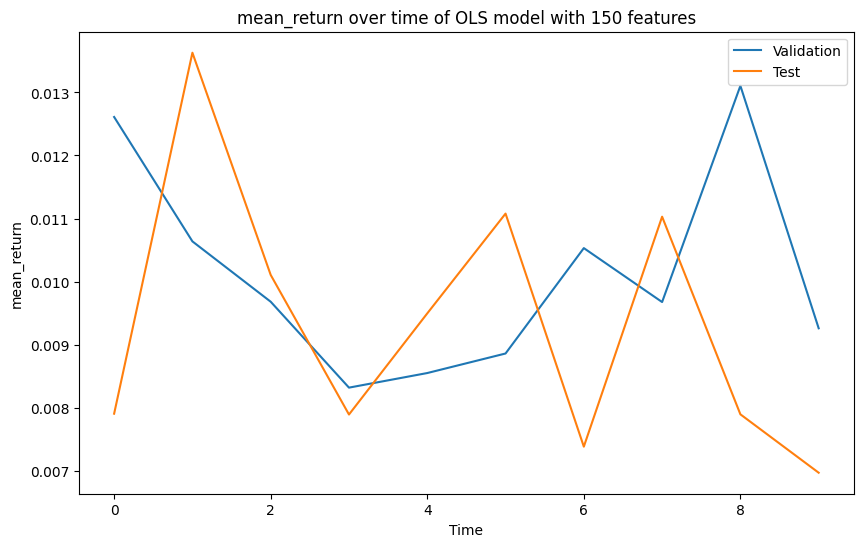 mean_return over time of OLS model with 150 features
Validation
Test
0.013
0.012
0.011
0.010
0.009
0.008
0.007
mean_return
0
2
4
6
8
Time